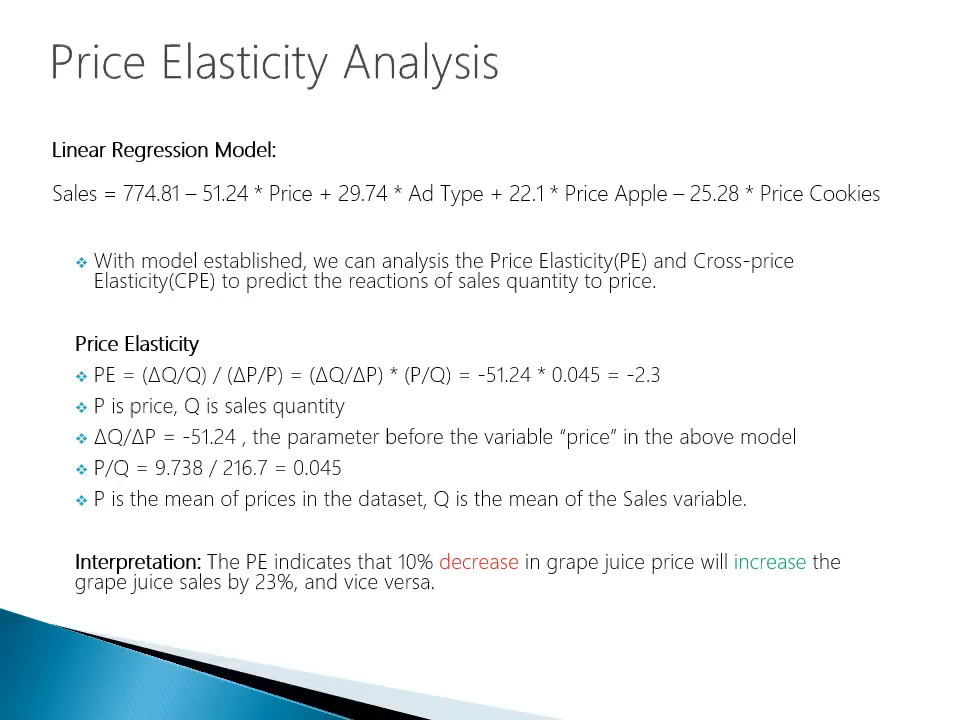 Price Elasticity Analysis
Linear Regression Model:
Sales = 774.81 – 51.24 * Price + 29.74 * Ad Type + 22.1 * Price Apple – 25.28 * Price Cookies
❖ With model established, we can analysis the Price Elasticity(PE) and Cross-price
Elasticity(CPE) to predict the reactions of sales quantity to price.
Price Elasticity
❖ PE = (ΔQ/Q) / (ΔP/P) = (ΔQ/ΔP) * (P/Q) = -51.24 * 0.045 = -2.3
❖ P is price, Q is sales quantity
❖ ΔQ/ΔP = -51.24 , the parameter before the variable “price” in the above model
❖ P/Q = 9.738 / 216.7 = 0.045
❖ P is the mean of prices in the dataset, Q is the mean of the Sales variable.
Interpretation: The PE indicates that 10% decrease in grape juice price will increase the
grape juice sales by 23%, and vice versa.